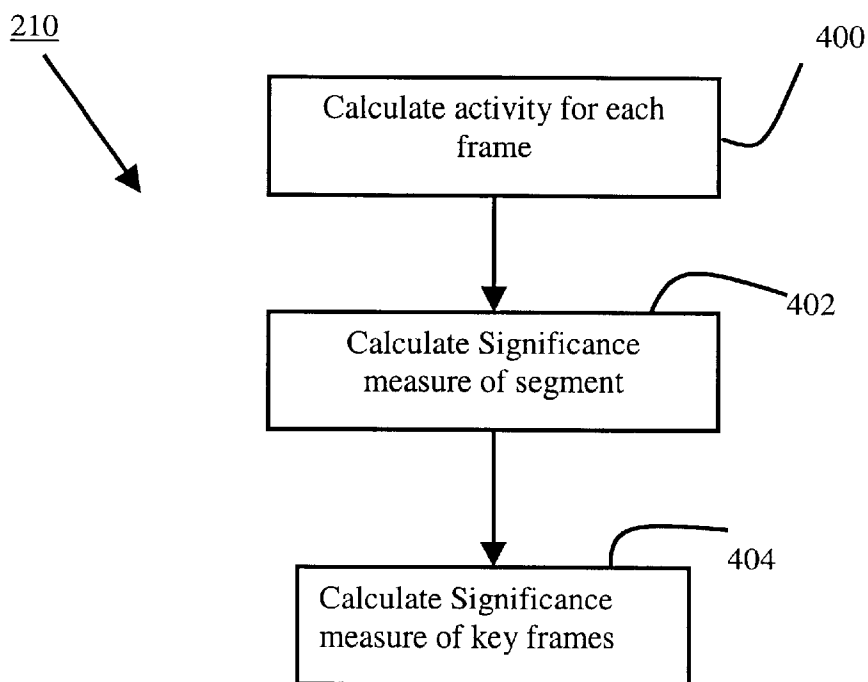 210
400
Calculate activity for each
frame
402
Calculate Significance
measure of segment
404
Calculate Significance
measure of key frames